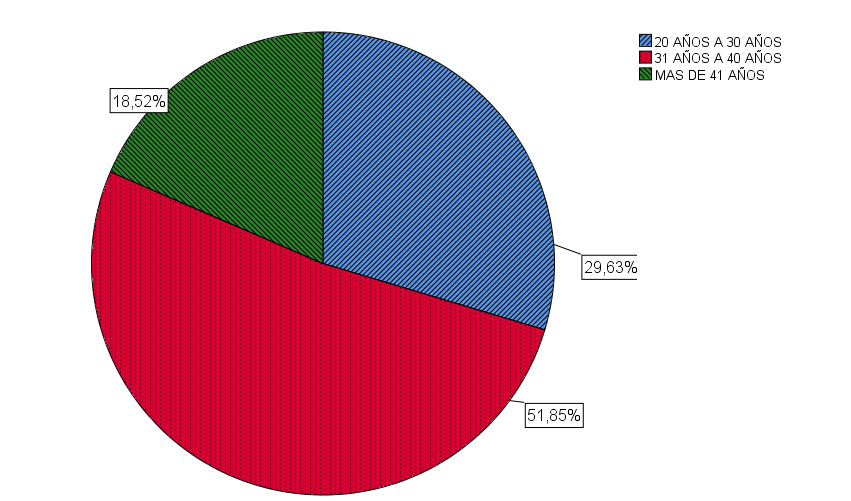 20 AÑOS A 30 AÑOS
31 AÑOS A 40 AÑOS
MAS DE 41 AÑOS
18,52%
29,63%
51,85%